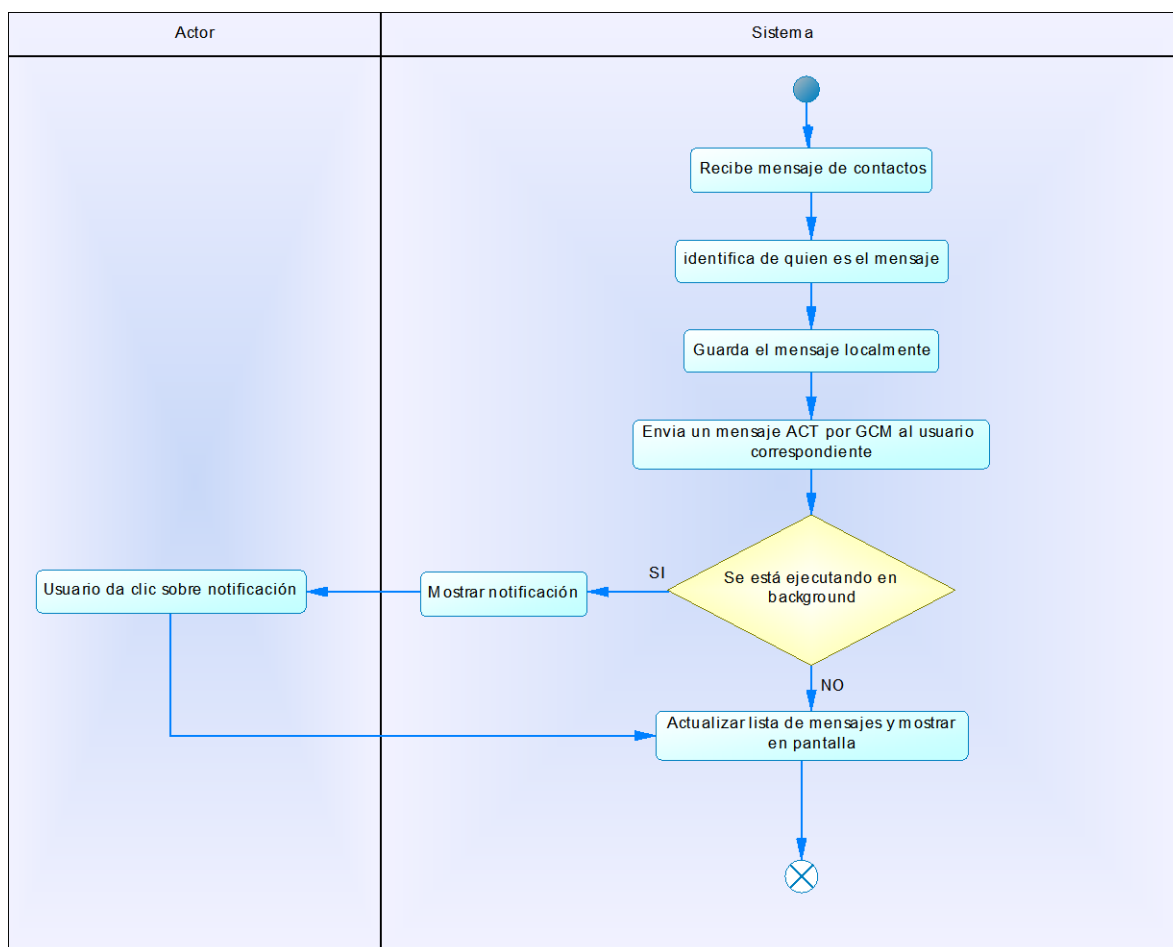 Actor
Sistema
Recibe mensaje de contactos
identifica de quien es el mensaje
Guarda el mensaje localmente
Envia un mensaje ACT por GCM al usuario
correspondiente
Se está ejecutando en
background
SI
Mostrar notificación
Usuario da clic sobre notificación
NO
Actualizar lista de mensajes y mostrar
en pantalla